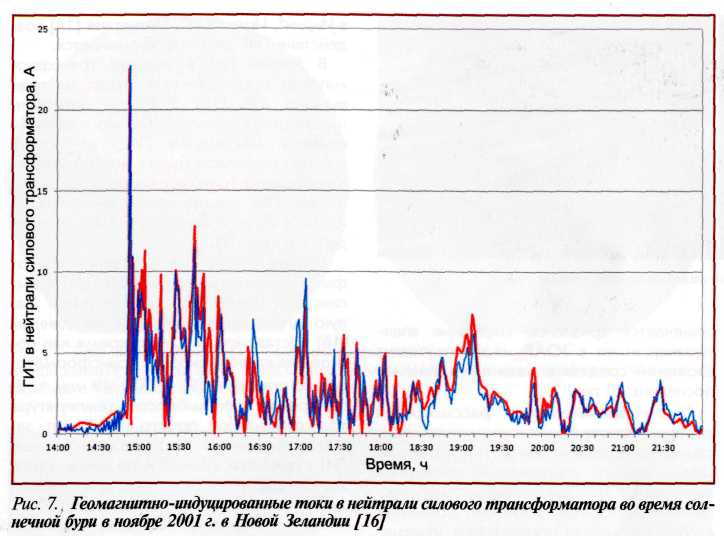 ГИТ в нейтрали силового трансформатора, А
25
20
15
10
5
0
14:00 14:30 15:00 15:30 16:00 16:30 17:00 17:30 18:00 18:30 19:00 19:30 20:00 20:30 21:00 21:30
Время, ч
Рис. 7. Геомагнитно-индуцированные токи в нейтрали силового трансформатора во время сол-
нечной бури в ноябре 2001 г. в Новой Зеландии [16]